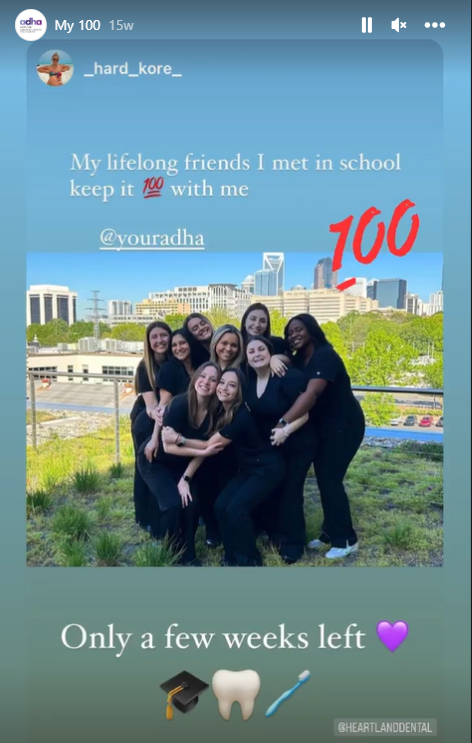 adha
My 100 15w
_hard_kore_
My lifelong friends I met in school
keep it 💯 with me
@youradha
100
Only a few weeks left 💜
🎓🦷🪥
@HEARTLANDDENTAL